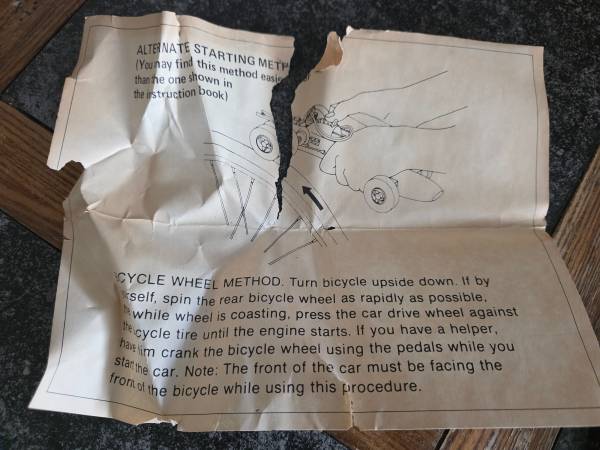 ALTERNATE STARTING METH
(You may find this method easie
than the one shown in
the instruction book)
CYCLE WHEEL METHOD. Turn bicycle upside down. If by
rself, spin the rear bicycle wheel as rapidly as possible,
while wheel is coasting, press the car drive wheel against
the cycle tire until the engine starts. If you have a helper,
have him crank the bicycle wheel using the pedals while you
start the car. Note: The front of the car must be facing the
front of the bicycle while using this procedure.